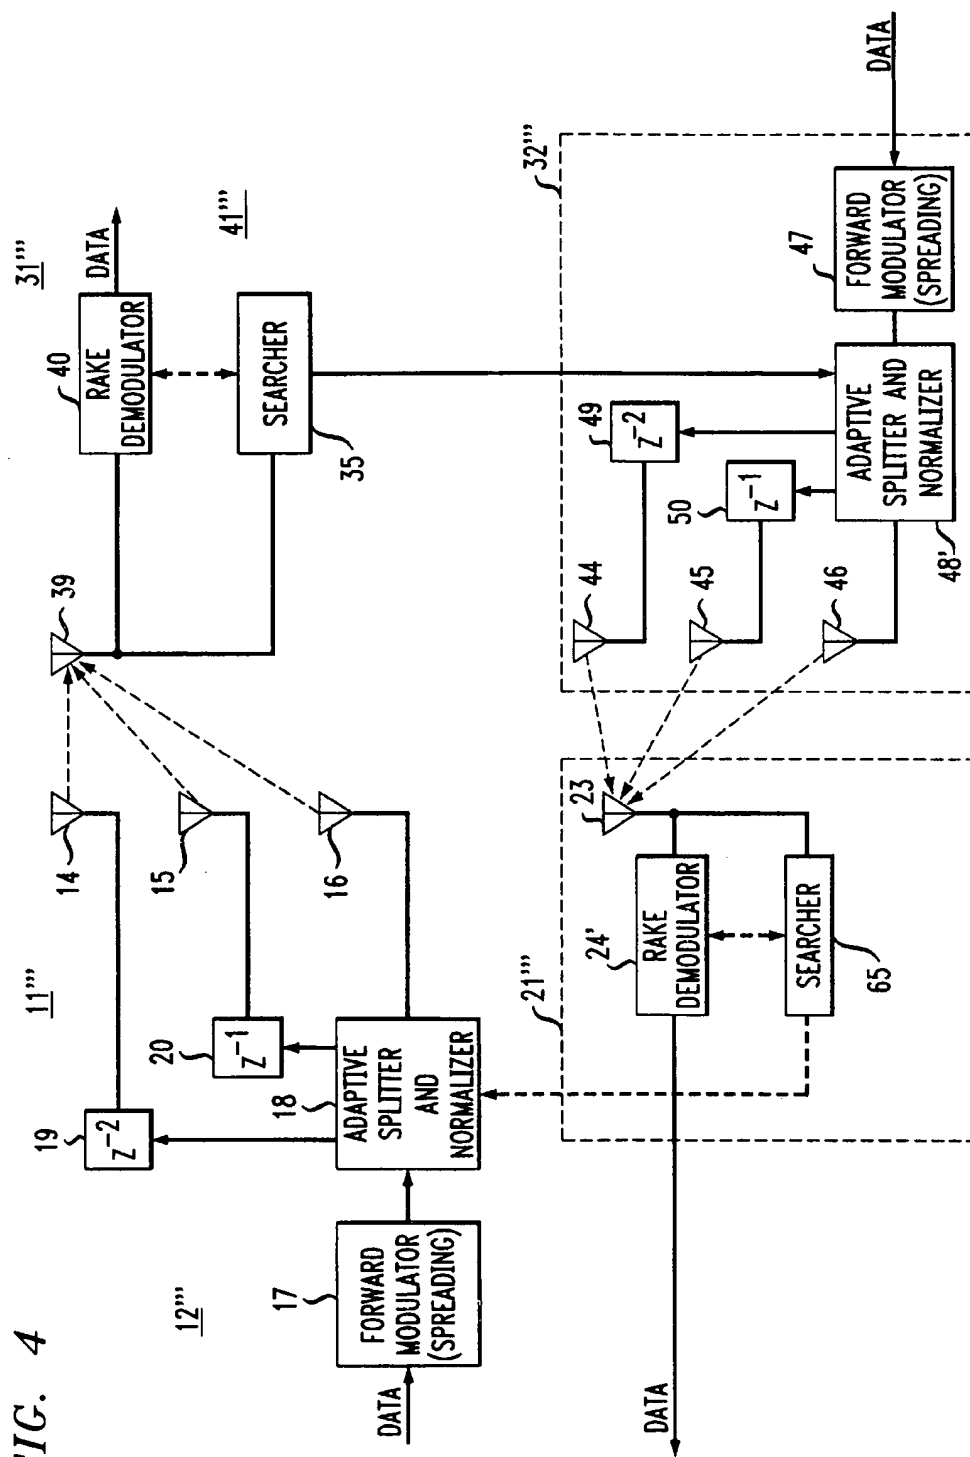 FIG. 4
11'''
14
15
16
19
Z-2
20
Z-1
18
ADAPTIVE
SPLITTER
AND
NORMALIZER
12'''
17
FORWARD
MODULATOR
(SPREADING)
DATA
31'''
39
40
RAKE
DEMODULATOR
DATA
41'''
SEARCHER
35
21'''
23
24'
RAKE
DEMODULATOR
SEARCHER
65
DATA
32'''
44
45
46
49
Z-2
50
Z-1
ADAPTIVE
SPLITTER AND
NORMALIZER
48'
47
FORWARD
MODULATOR
(SPREADING)
DATA